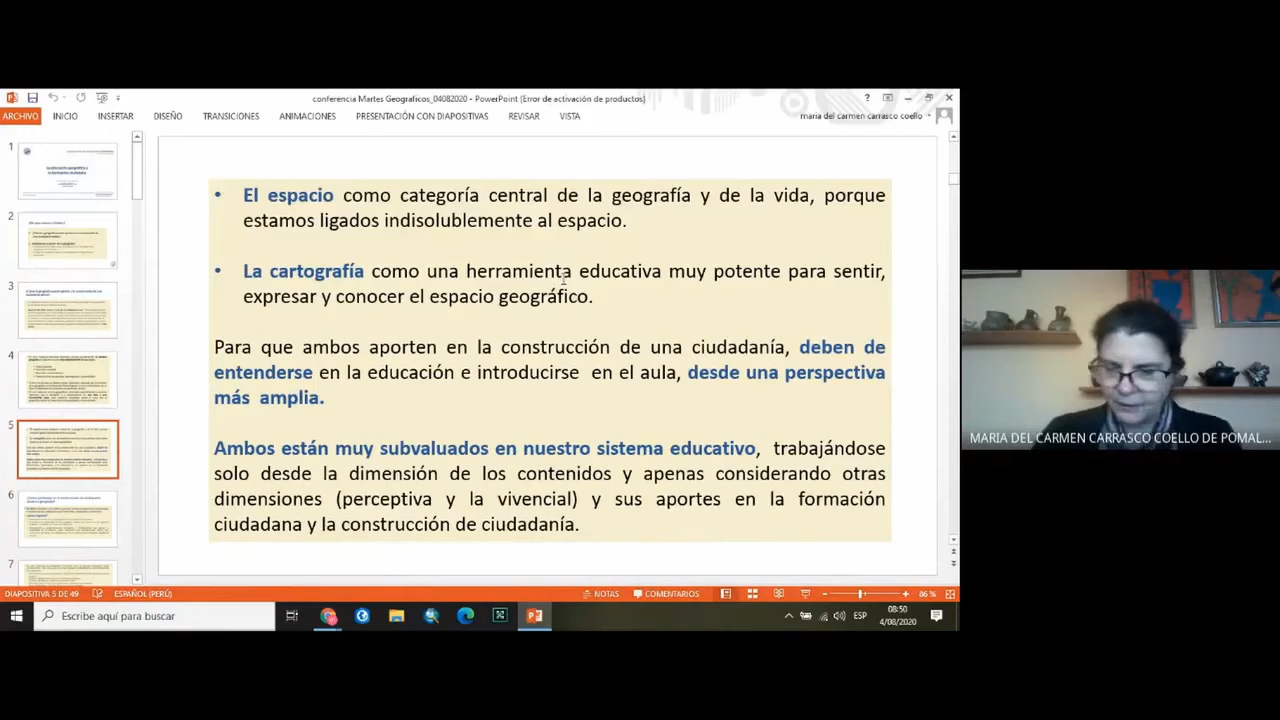 conferencia Martes Geograficos_04082020 - PowerPoint (Error de activación de productos)
ARCHIVO INICIO INSERTAR DISEÑO TRANSICIONES ANIMACIONES PRESENTACIÓN CON DIAPOSITIVAS REVISAR VISTA maria del carmen carrasco coello
1
2
3
4
5
6
7
• El espacio como categoría central de la geografía y de la vida, porque
estamos ligados indisolublemente al espacio.
• La cartografía como una herramienta educativa muy potente para sentir,
expresar y conocer el espacio geográfico.
Para que ambos aporten en la construcción de una ciudadanía, deben de
entenderse en la educación e introducirse en el aula, desde una perspectiva
más amplia.
Ambos están muy subvaluados en nuestro sistema educativo, trabajándose
solo desde la dimensión de los contenidos y apenas considerando otras
dimensiones (perceptiva y la vivencial) y sus aportes en la formación
ciudadana y la construcción de ciudadanía.
MARIA DEL CARMEN CARRASCO COELLO DE POMAL...
DIAPOSITIVA 5 DE 49 ESPAÑOL (PERÚ) NOTAS COMENTARIOS 86 %
Escribe aquí para buscar
ESP
08:50
4/08/2020